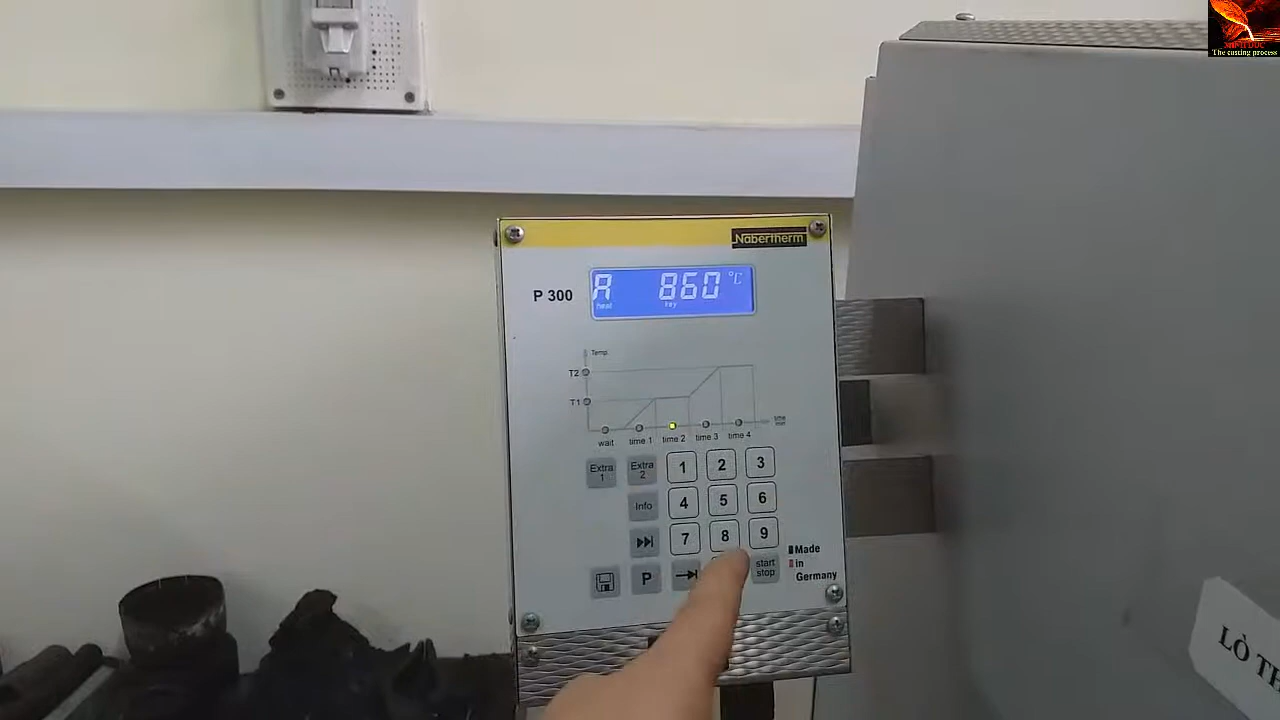 The casting process
Nabertherm
P 300
A 860 °C
heat
Temp.
T2
T1
wait time 1 time 2 time 3 time 4
Extra 1
Extra 2
1 2 3
Info
4 5 6
7 8 9
P
start stop
Made
in
Germany
LÒ